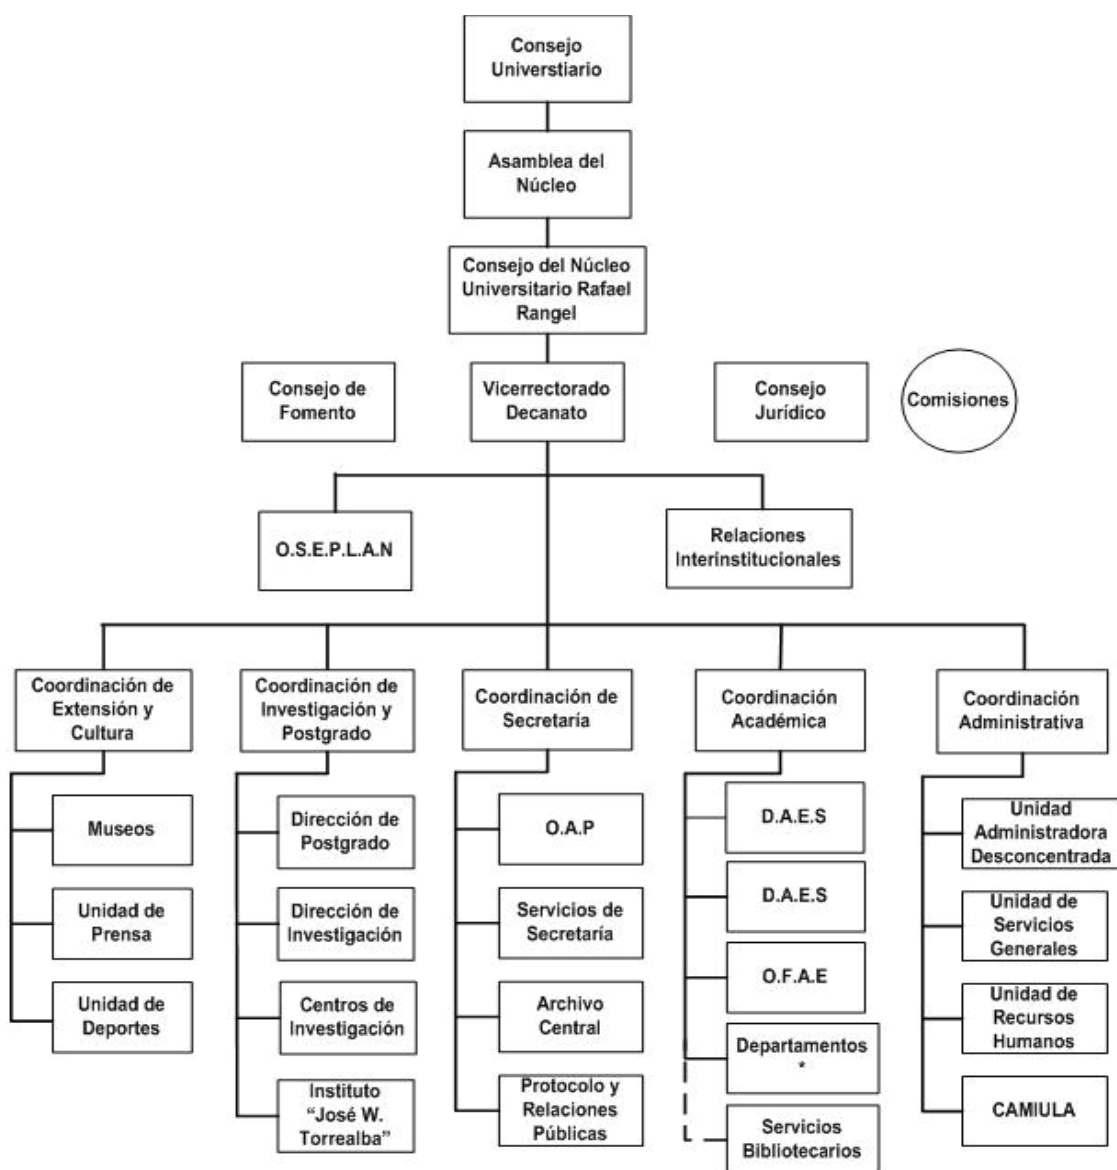 Consejo
Universtiario
Asamblea del
Núcleo
Consejo del Núcleo
Universitario Rafael
Rangel
Consejo de
Fomento
Vicerrectorado
Decanato
Consejo
Jurídico
Comisiones
O.S.E.P.L.A.N
Relaciones
Interinstitucionales
Coordinación de
Extensión y
Cultura
Coordinación de
Investigación y
Postgrado
Coordinación de
Secretaría
Coordinación
Académica
Coordinación
Administrativa
Museos
Unidad de
Prensa
Unidad de
Deportes
Dirección de
Postgrado
Dirección de
Investigación
Centros de
Investigación
Instituto
“José W.
Torrealba”
O.A.P
Servicios de
Secretaría
Archivo
Central
Protocolo y
Relaciones
Públicas
D.A.E.S
D.A.E.S
O.F.A.E
Departamentos
*
Servicios
Bibliotecarios
Unidad
Administradora
Desconcentrada
Unidad de
Servicios
Generales
Unidad de
Recursos
Humanos
CAMIULA